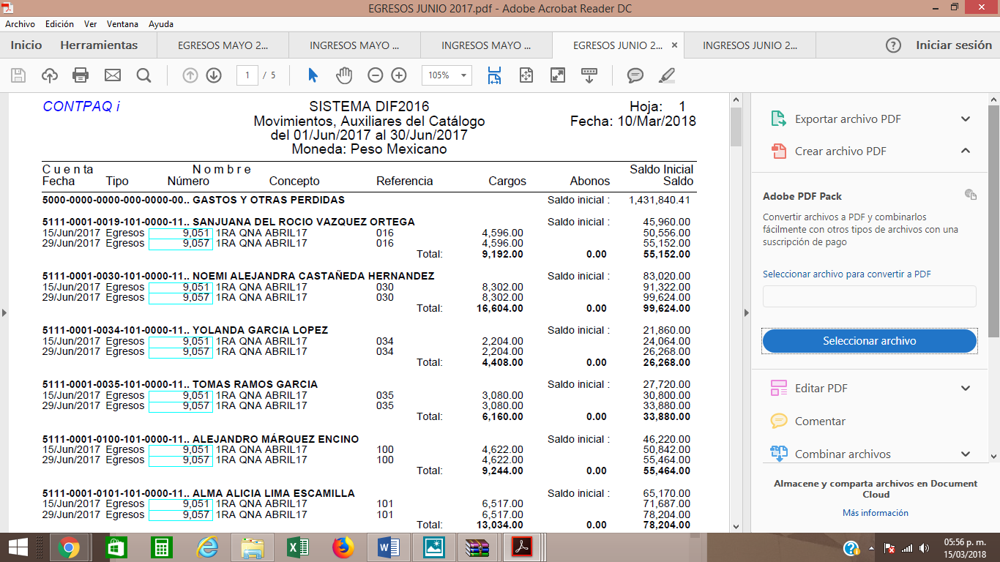 EGRESOS JUNIO 2017.pdf - Adobe Acrobat Reader DC
Archivo Edición Ver Ventana Ayuda
Inicio Herramientas EGRESOS MAYO 2... INGRESOS MAYO ... INGRESOS MAYO ... EGRESOS JUNIO 2... × INGRESOS JUNIO 2... ? Iniciar sesión
1 / 5 105%
CONTPAQ i SISTEMA DIF2016 Hoja: 1
Movimientos, Auxiliares del Catálogo Fecha: 10/Mar/2018
del 01/Jun/2017 al 30/Jun/2017
Moneda: Peso Mexicano
C u e n t a N o m b r e Saldo Inicial
Fecha Tipo Número Concepto Referencia Cargos Abonos Saldo
5000-0000-0000-000-0000-00.. GASTOS Y OTRAS PERDIDAS Saldo inicial : 1,431,840.41
5111-0001-0019-101-0000-11.. SANJUANA DEL ROCIO VAZQUEZ ORTEGA Saldo inicial : 45,960.00
15/Jun/2017 Egresos 9,051 1RA QNA ABRIL17 016 4,596.00 50,556.00
29/Jun/2017 Egresos 9,057 1RA QNA ABRIL17 016 4,596.00 55,152.00
Total: 9,192.00 0.00 55,152.00
5111-0001-0030-101-0000-11.. NOEMI ALEJANDRA CASTAÑEDA HERNANDEZ Saldo inicial : 83,020.00
15/Jun/2017 Egresos 9,051 1RA QNA ABRIL17 030 8,302.00 91,322.00
29/Jun/2017 Egresos 9,057 1RA QNA ABRIL17 030 8,302.00 99,624.00
Total: 16,604.00 0.00 99,624.00
5111-0001-0034-101-0000-11.. YOLANDA GARCIA LOPEZ Saldo inicial : 21,860.00
15/Jun/2017 Egresos 9,051 1RA QNA ABRIL17 034 2,204.00 24,064.00
29/Jun/2017 Egresos 9,057 1RA QNA ABRIL17 034 2,204.00 26,268.00
Total: 4,408.00 0.00 26,268.00
5111-0001-0035-101-0000-11.. TOMAS RAMOS GARCIA Saldo inicial : 27,720.00
15/Jun/2017 Egresos 9,051 1RA QNA ABRIL17 035 3,080.00 30,800.00
29/Jun/2017 Egresos 9,057 1RA QNA ABRIL17 035 3,080.00 33,880.00
Total: 6,160.00 0.00 33,880.00
5111-0001-0100-101-0000-11.. ALEJANDRO MÁRQUEZ ENCINO Saldo inicial : 46,220.00
15/Jun/2017 Egresos 9,051 1RA QNA ABRIL17 100 4,622.00 50,842.00
29/Jun/2017 Egresos 9,057 1RA QNA ABRIL17 100 4,622.00 55,464.00
Total: 9,244.00 0.00 55,464.00
5111-0001-0101-101-0000-11.. ALMA ALICIA LIMA ESCAMILLA Saldo inicial : 65,170.00
15/Jun/2017 Egresos 9,051 1RA QNA ABRIL17 101 6,517.00 71,687.00
29/Jun/2017 Egresos 9,057 1RA QNA ABRIL17 101 6,517.00 78,204.00
Total: 13,034.00 0.00 78,204.00
Exportar archivo PDF
Crear archivo PDF
Adobe PDF Pack
Convertir archivos a PDF y combinarlos
fácilmente con otros tipos de archivos con una
suscripción de pago
Seleccionar archivo para convertir a PDF
Seleccionar archivo
Editar PDF
Comentar
Combinar archivos
Almacene y comparta archivos en Document
Cloud
Más información
05:56 p. m.
15/03/2018